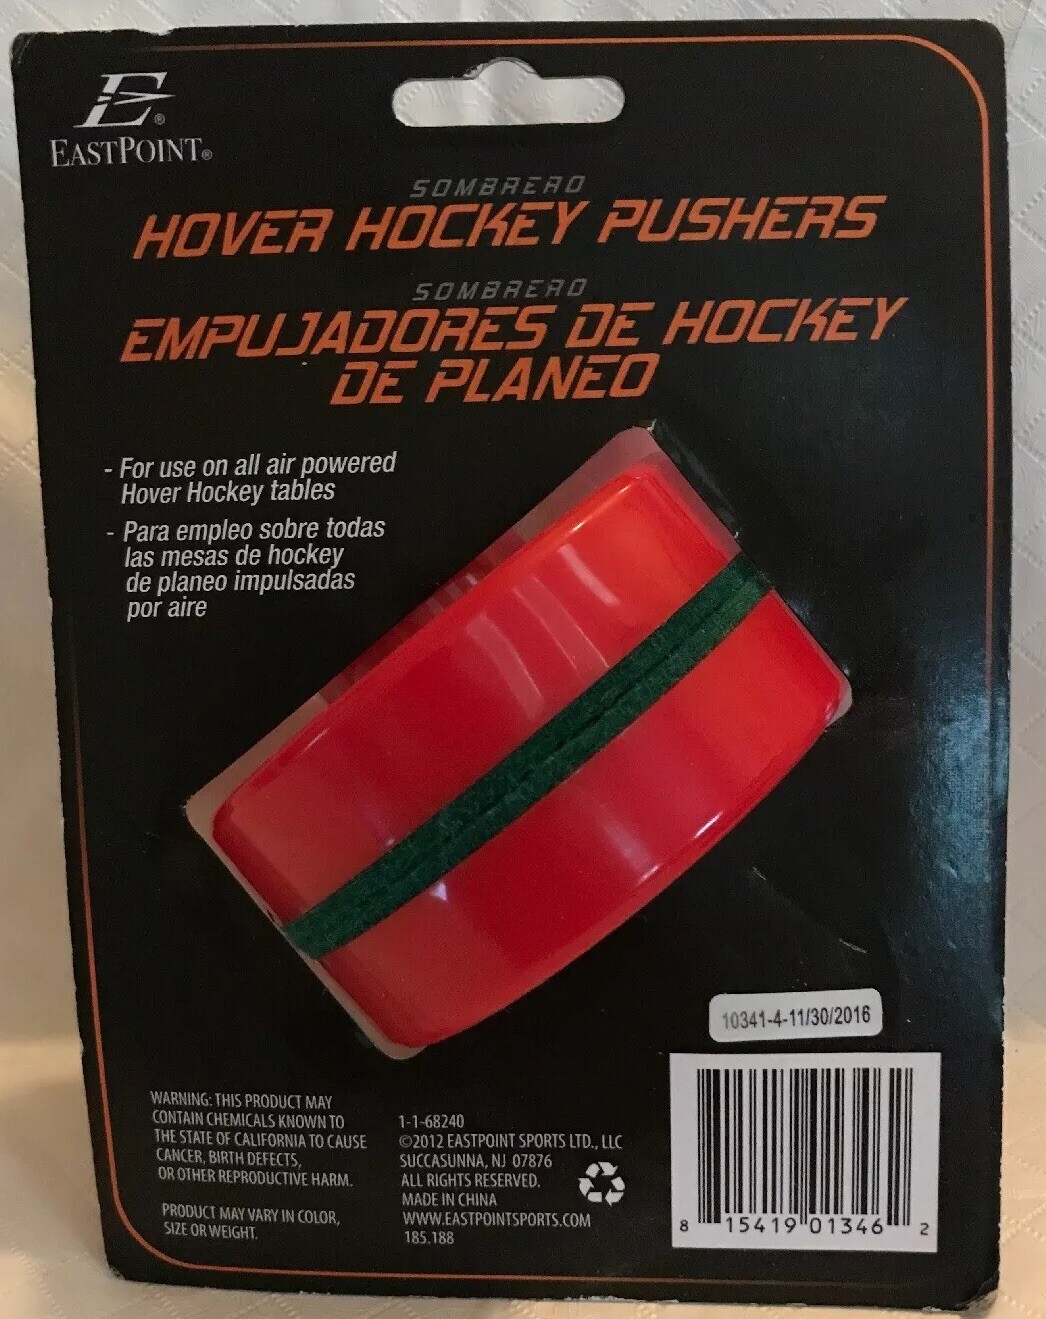 E®
EASTPOINT®
SOMBRERO
HOVER HOCKEY PUSHERS
SOMBRERO
EMPUJADORES DE HOCKEY
DE PLANEO
- For use on all air powered
Hover Hockey tables
- Para empleo sobre todas
las mesas de hockey
de planeo impulsadas
por aire
10341-4-11/30/2016
WARNING: THIS PRODUCT MAY
CONTAIN CHEMICALS KNOWN TO
THE STATE OF CALIFORNIA TO CAUSE
CANCER, BIRTH DEFECTS,
OR OTHER REPRODUCTIVE HARM.
PRODUCT MAY VARY IN COLOR,
SIZE OR WEIGHT.
1-1-68240
©2012 EASTPOINT SPORTS LTD., LLC
SUCCASUNNA, NJ 07876
ALL RIGHTS RESERVED.
MADE IN CHINA
WWW.EASTPOINTSPORTS.COM
185.188
8 15419 01346 2